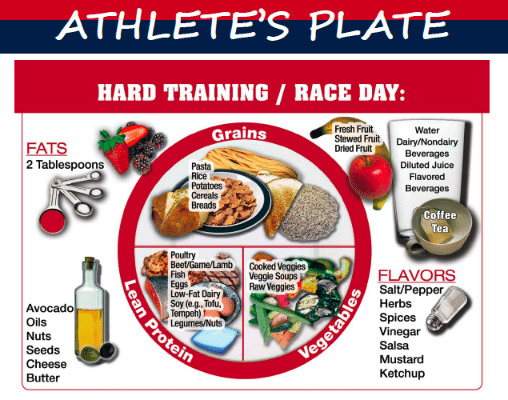 ATHLETE'S PLATE
HARD TRAINING / RACE DAY:
FATS
2 Tablespoons
Avocado
Oils
Nuts
Seeds
Cheese
Butter
Grains
Pasta
Rice
Potatoes
Cereals
Breads
Lean Protein
Poultry
Beef/Game/Lamb
Fish
Eggs
Low-Fat Dairy
Soy (e.g., Tofu,
Tempeh)
Legumes/Nuts
Vegetables
Cooked Veggies
Veggie Soups
Raw Veggies
Fresh Fruit
Stewed Fruit
Dried Fruit
Water
Dairy/Nondairy
Beverages
Diluted Juice
Flavored
Beverages
Coffee
Tea
FLAVORS
Salt/Pepper
Herbs
Spices
Vinegar
Salsa
Mustard
Ketchup